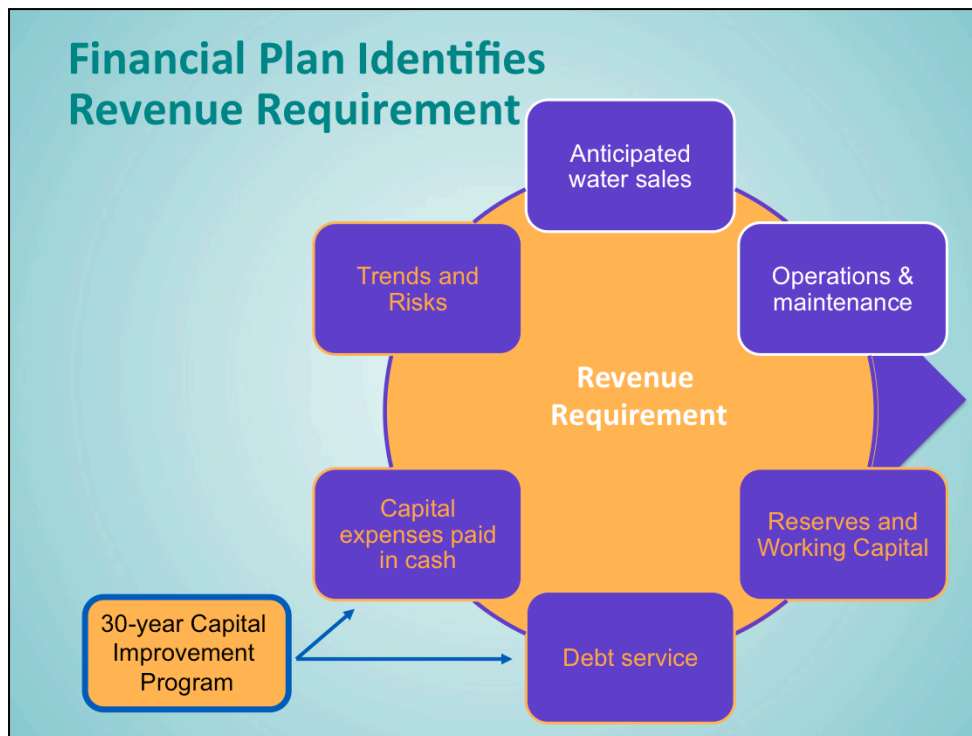 Financial Plan Identifies
Revenue Requirement
Anticipated
water sales
Operations &
maintenance
Reserves and
Working Capital
Debt service
Capital
expenses paid
in cash
Trends and
Risks
Revenue
Requirement
30-year Capital
Improvement
Program